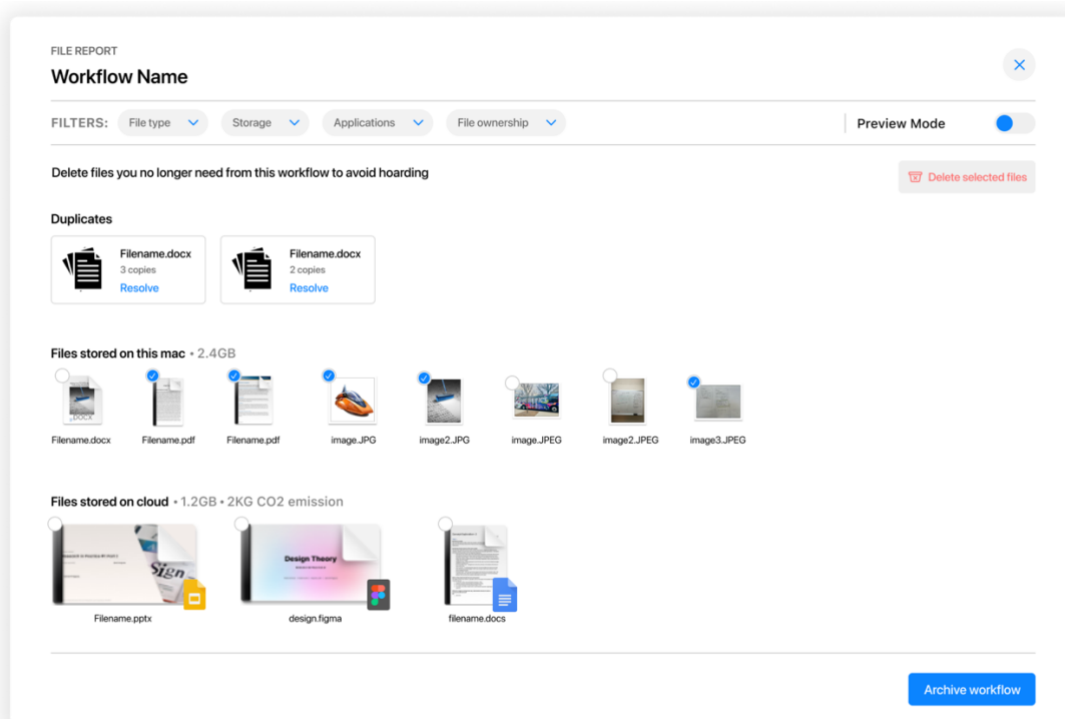 FILE REPORT
Workflow Name
FILTERS: File type Storage Applications File ownership Preview Mode
Delete files you no longer need from this workflow to avoid hoarding
Delete selected files
Duplicates
Filename.docx Filename.docx
3 copies 2 copies
Resolve Resolve
Files stored on this mac • 2.4GB
DOCX
Filename.docx Filename.pdf Filename.pdf image.JPG image2.JPG image.JPEG image2.JPEG image3.JPEG
Files stored on cloud • 1.2GB • 2KG CO2 emission
Sign
Design Theory
Filename.pptx design.figma filename.docs
Archive workflow